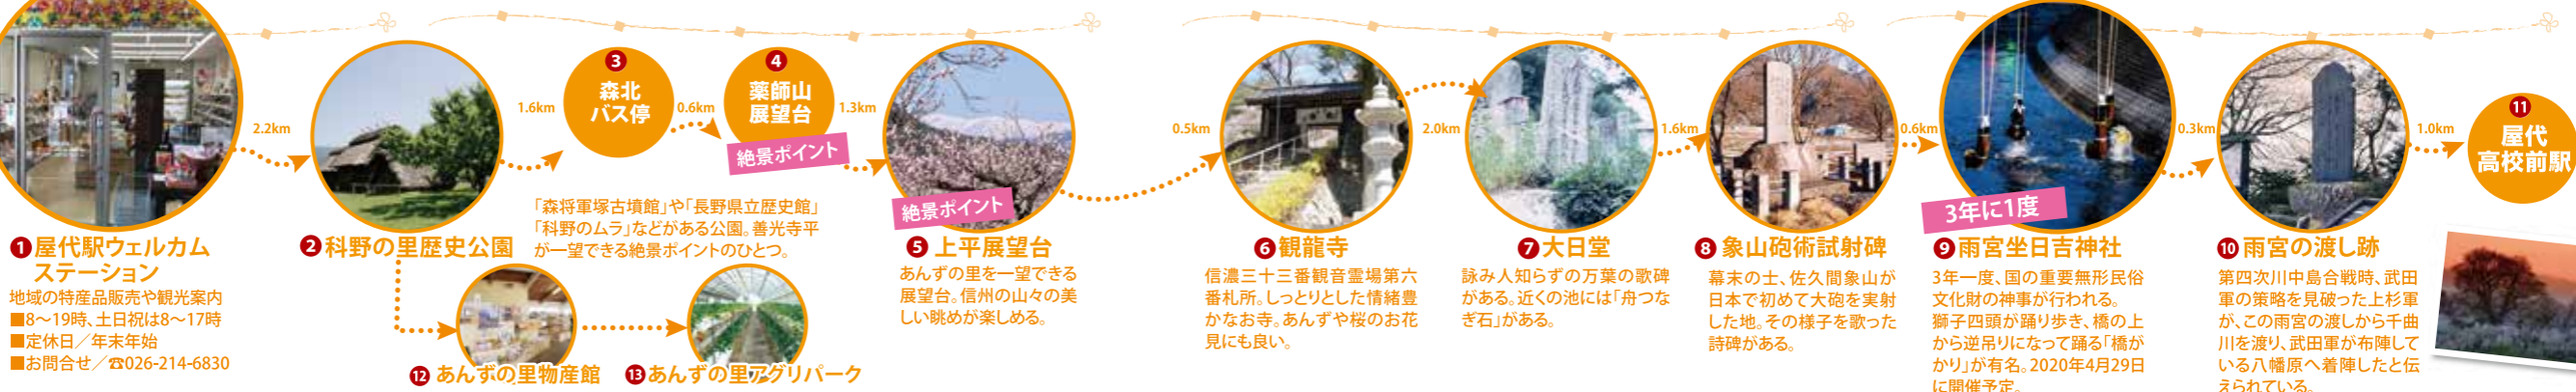 ❶屋代駅ウェルカム
ステーション
地域の特産品販売や観光案内
■8〜19時、土日祝は8〜17時
■定休日／年末年始
■お問合せ／☎026-214-6830
2.2km
❷科野の里歴史公園
「森将軍塚古墳館」や「長野県立歴史館」
「科野のムラ」などがある公園。善光寺平
が一望できる絶景ポイントのひとつ。
⓬あんずの里物産館
⓭あんずの里アグリパーク
1.6km
❸
森北
バス停
0.6km
❹
薬師山
展望台
絶景ポイント
1.3km
絶景ポイント
❺上平展望台
あんずの里を一望できる
展望台。信州の山々の美
しい眺めが楽しめる。
0.5km
❻観龍寺
信濃三十三番観音霊場第六
番札所。しっとりとした情緒豊
かなお寺。あんずや桜のお花
見にも良い。
2.0km
❼大日堂
詠み人知らずの万葉の歌碑
がある。近くの池には「舟つな
ぎ石」がある。
1.6km
❽象山砲術試射碑
幕末の士、佐久間象山が
日本で初めて大砲を実射
した地。その様子を歌った
詩碑がある。
0.6km
3年に1度
❾雨宮坐日吉神社
3年一度、国の重要無形民俗
文化財の神事が行われる。
獅子四頭が踊り歩き、橋の上
から逆吊りになって踊る「橋が
かり」が有名。2020年4月29日
に開催予定。
0.3km
❿雨宮の渡し跡
第四次川中島合戦時、武田
軍の策略を見破った上杉軍
が、この雨宮の渡しから千曲
川を渡り、武田軍が布陣して
いる八幡原へ着陣したと伝
えられている。
1.0km
⓫
屋代
高校前駅